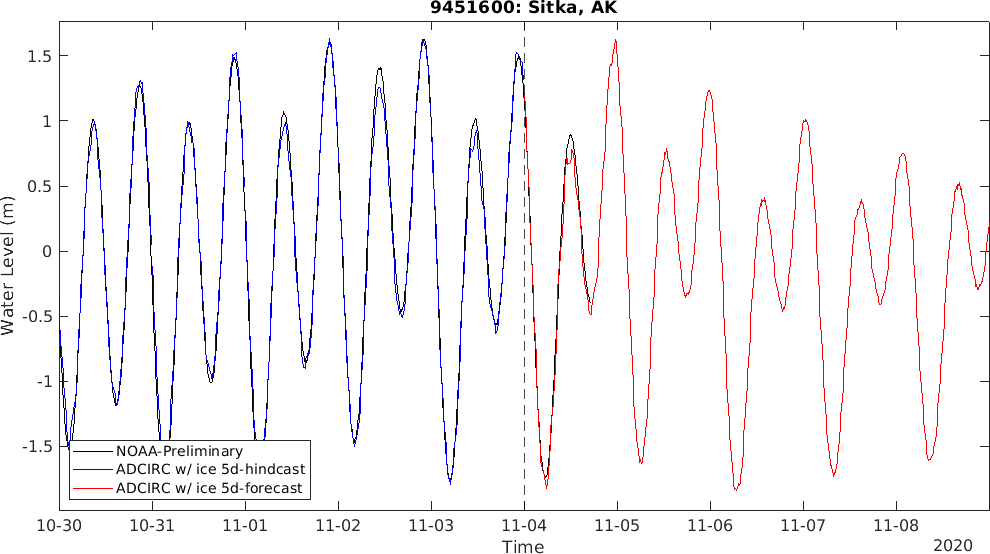 9451600: Sitka, AK
Water Level (m)
1.5
1
0.5
0
-0.5
-1
-1.5
NOAA-Preliminary
ADCIRC w/ ice 5d-hindcast
ADCIRC w/ ice 5d-forecast
10-30 10-31 11-01 11-02 11-03 11-04 11-05 11-06 11-07 11-08
Time
2020